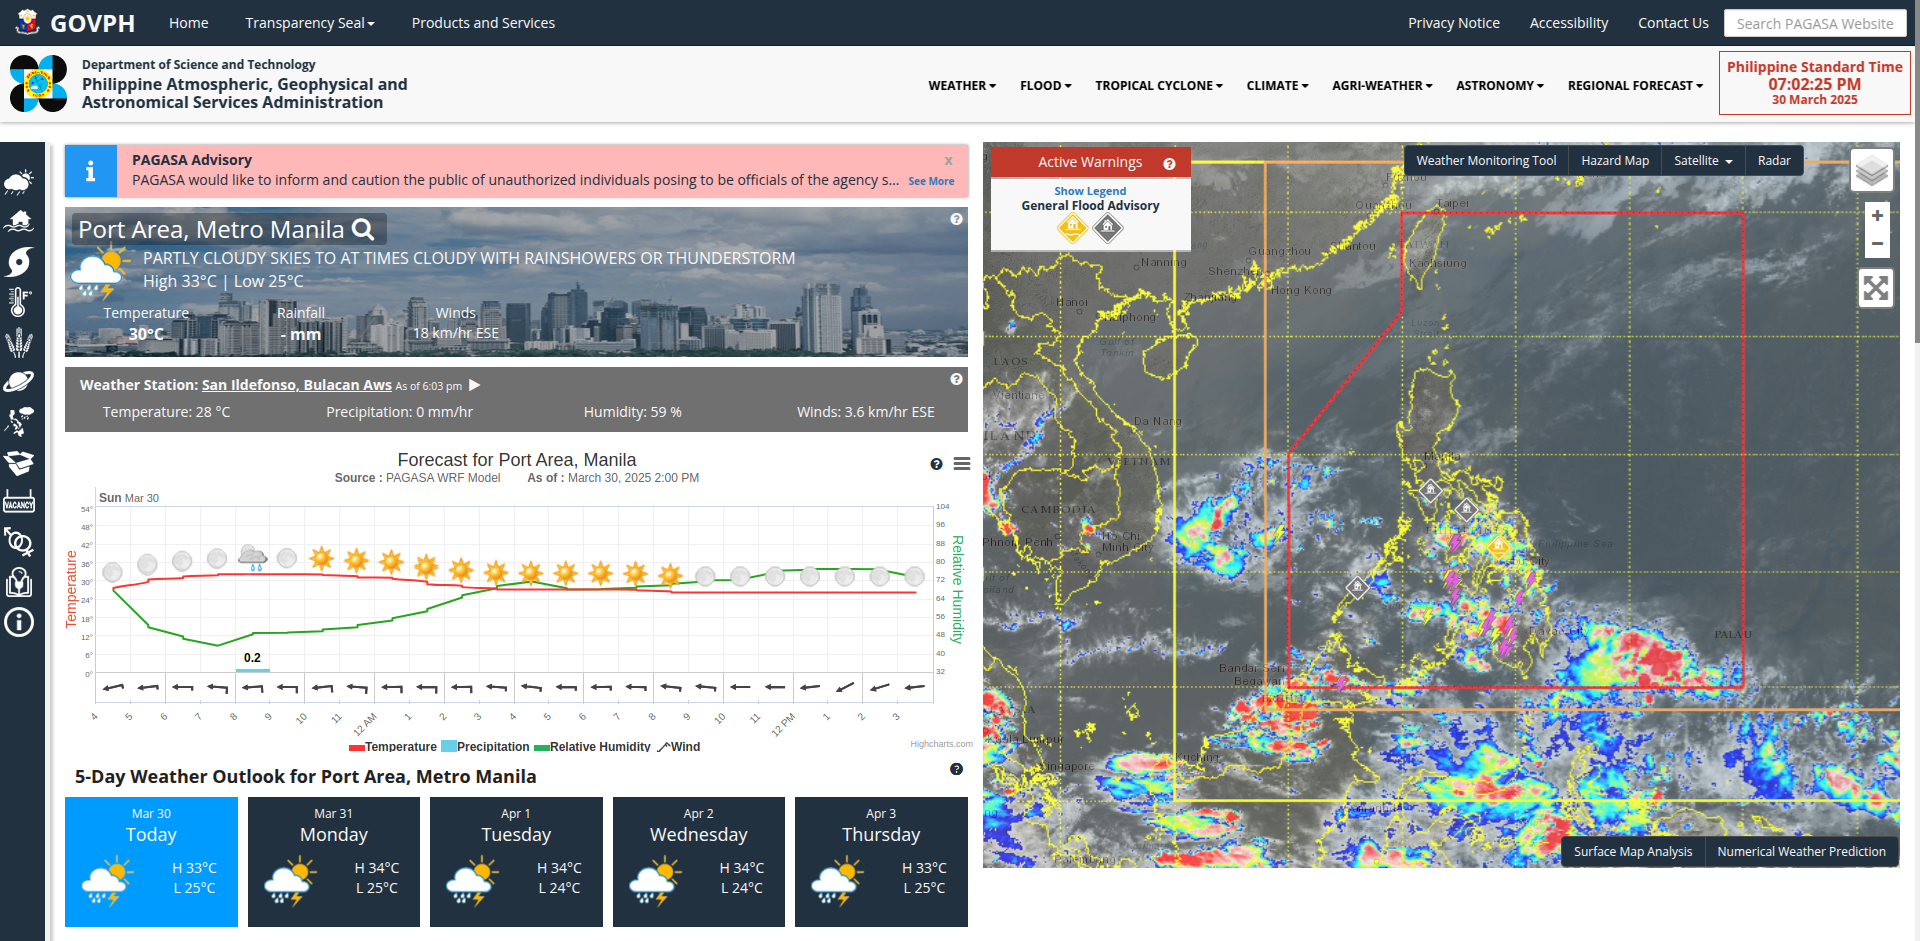 GOVPH
Home
Transparency Seal
Products and Services
Privacy Notice
Accessibility
Contact Us
Search PAGASA Website
Department of Science and Technology
Philippine Atmospheric, Geophysical and
Astronomical Services Administration
WEATHER
FLOOD
TROPICAL CYCLONE
CLIMATE
AGRI-WEATHER
ASTRONOMY
REGIONAL FORECAST
Philippine Standard Time
07:02:25 PM
30 March 2025
PAGASA Advisory
x
PAGASA would like to inform and caution the public of unauthorized individuals posing to be officials of the agency s... See More
Port Area, Metro Manila
PARTLY CLOUDY SKIES TO AT TIMES CLOUDY WITH RAINSHOWERS OR THUNDERSTORM
High 33°C | Low 25°C
Temperature
30°C
Rainfall
- mm
Winds
18 km/hr ESE
Weather Station: San Ildefonso, Bulacan Aws As of 6:03 pm
Temperature: 28 °C
Precipitation: 0 mm/hr
Humidity: 59 %
Winds: 3.6 km/hr ESE
Forecast for Port Area, Manila
Source : PAGASA WRF Model As of : March 30, 2025 2:00 PM
Sun Mar 30
Temperature
54°
48°
42°
36°
30°
24°
18°
12°
6°
0°
0.2
104
96
88
80
72
64
56
48
40
32
Relative Humidity
4 5 6 7 8 9 10 11 12 AM 1 2 3 4 5 6 7 8 9 10 11 12 PM 1 2 3
Temperature Precipitation Relative Humidity Wind
Highcharts.com
5-Day Weather Outlook for Port Area, Metro Manila
Mar 30
Today
H 33°C
L 25°C
Mar 31
Monday
H 34°C
L 25°C
Apr 1
Tuesday
H 34°C
L 24°C
Apr 2
Wednesday
H 34°C
L 24°C
Apr 3
Thursday
H 33°C
L 25°C
VACANCY
Active Warnings
Show Legend
General Flood Advisory
Weather Monitoring Tool
Hazard Map
Satellite
Radar
+
−
Taipei
Guangzhou
Shantou
Kaohsiung
Nanning
Shenzhen
Hong Kong
Zhanjiang
Hanoi
Haiphong
Gulf of
Tonkin
LAOS
Vientiane
Luzon
Da Nang
VIETNAM
Manila
CAMBODIA
Phnom Penh
Ho Chi
Minh City
Philippine Sea
PALAU
Bandar Seri
Begawan
Kuala Lumpur
Singapore
Kuching
Surface Map Analysis
Numerical Weather Prediction